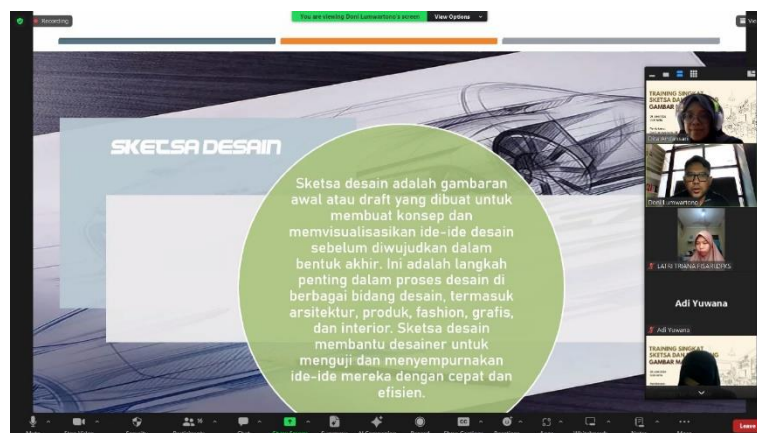 Recording
You are viewing Doni Lumwartono's screen
View Options
SKETSA DESAIN
Sketsa desain adalah gambaran
awal atau draft yang dibuat untuk
membuat konsep dan
memvisualisasikan ide-ide desain
sebelum diwujudkan dalam
bentuk akhir. Ini adalah langkah
penting dalam proses desain di
berbagai bidang desain, termasuk
arsitektur, produk, fashion, grafis,
dan interior. Sketsa desain
membantu desainer untuk
menguji dan menyempurnakan
ide-ide mereka dengan cepat dan
efisien.
TRAINING SINGKAT
GAMBAR
Doni Lumwartono
Adi Yuwana
Adi Yuwana
TRAINING SINGKAT
GAMBAR
Leave